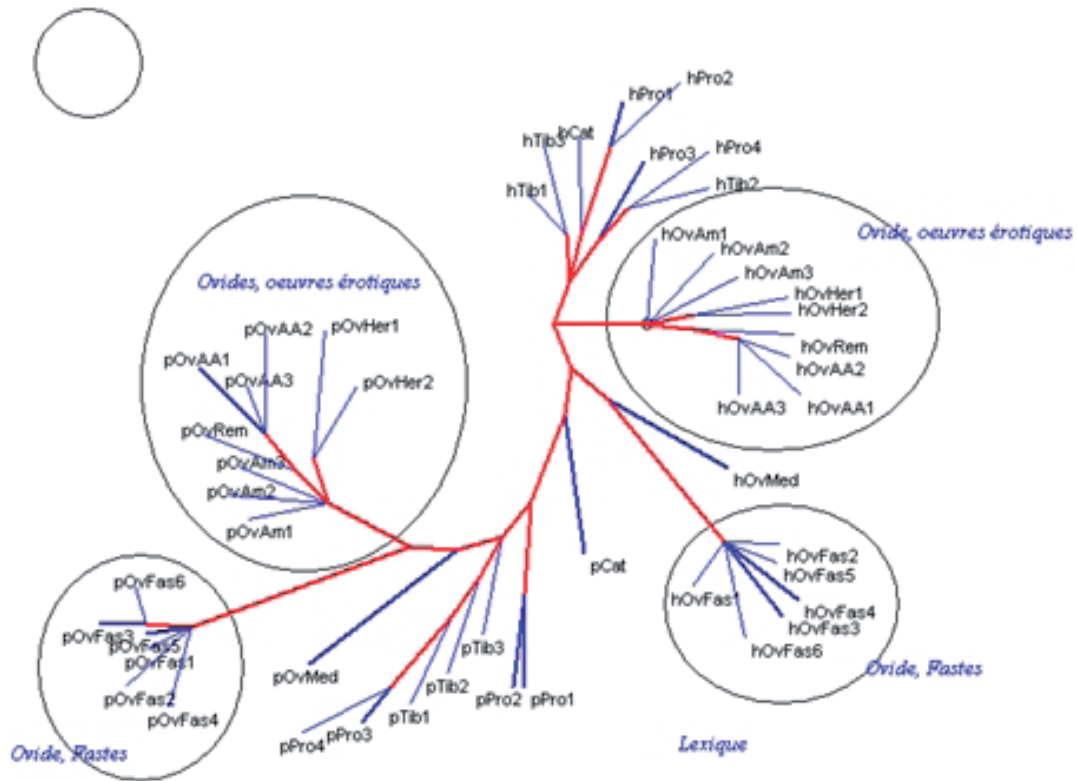 hPro2
hPro1
hCat
hTib3
hPro4
hPro3
hTib2
hTib1
Ovide, oeuvres érotiques
hOvAm1
hOvAm2
hOvAm3
hOvHer1
hOvHer2
hOvRem
hOvAA2
hOvAA3
hOvAA1
Ovides, oeuvres érotiques
pOvAA2
pOvHer1
pOvAA1
pOvAA3
pOvHer2
pOvRem
pOvAm3
pOvAm2
pOvAm1
hOvMed
pCat
hOvFas2
hOvFas5
hOvFas1
hOvFas4
hOvFas3
hOvFas6
Ovide, Fastes
pOvFas6
pOvFas3
pOvFas5
pOvFas1
pOvFas2
pOvFas4
Ovide, Fastes
pOvMed
pTib3
pTib2
pTib1
pPro2
pPro1
pPro3
pPro4
Lexique